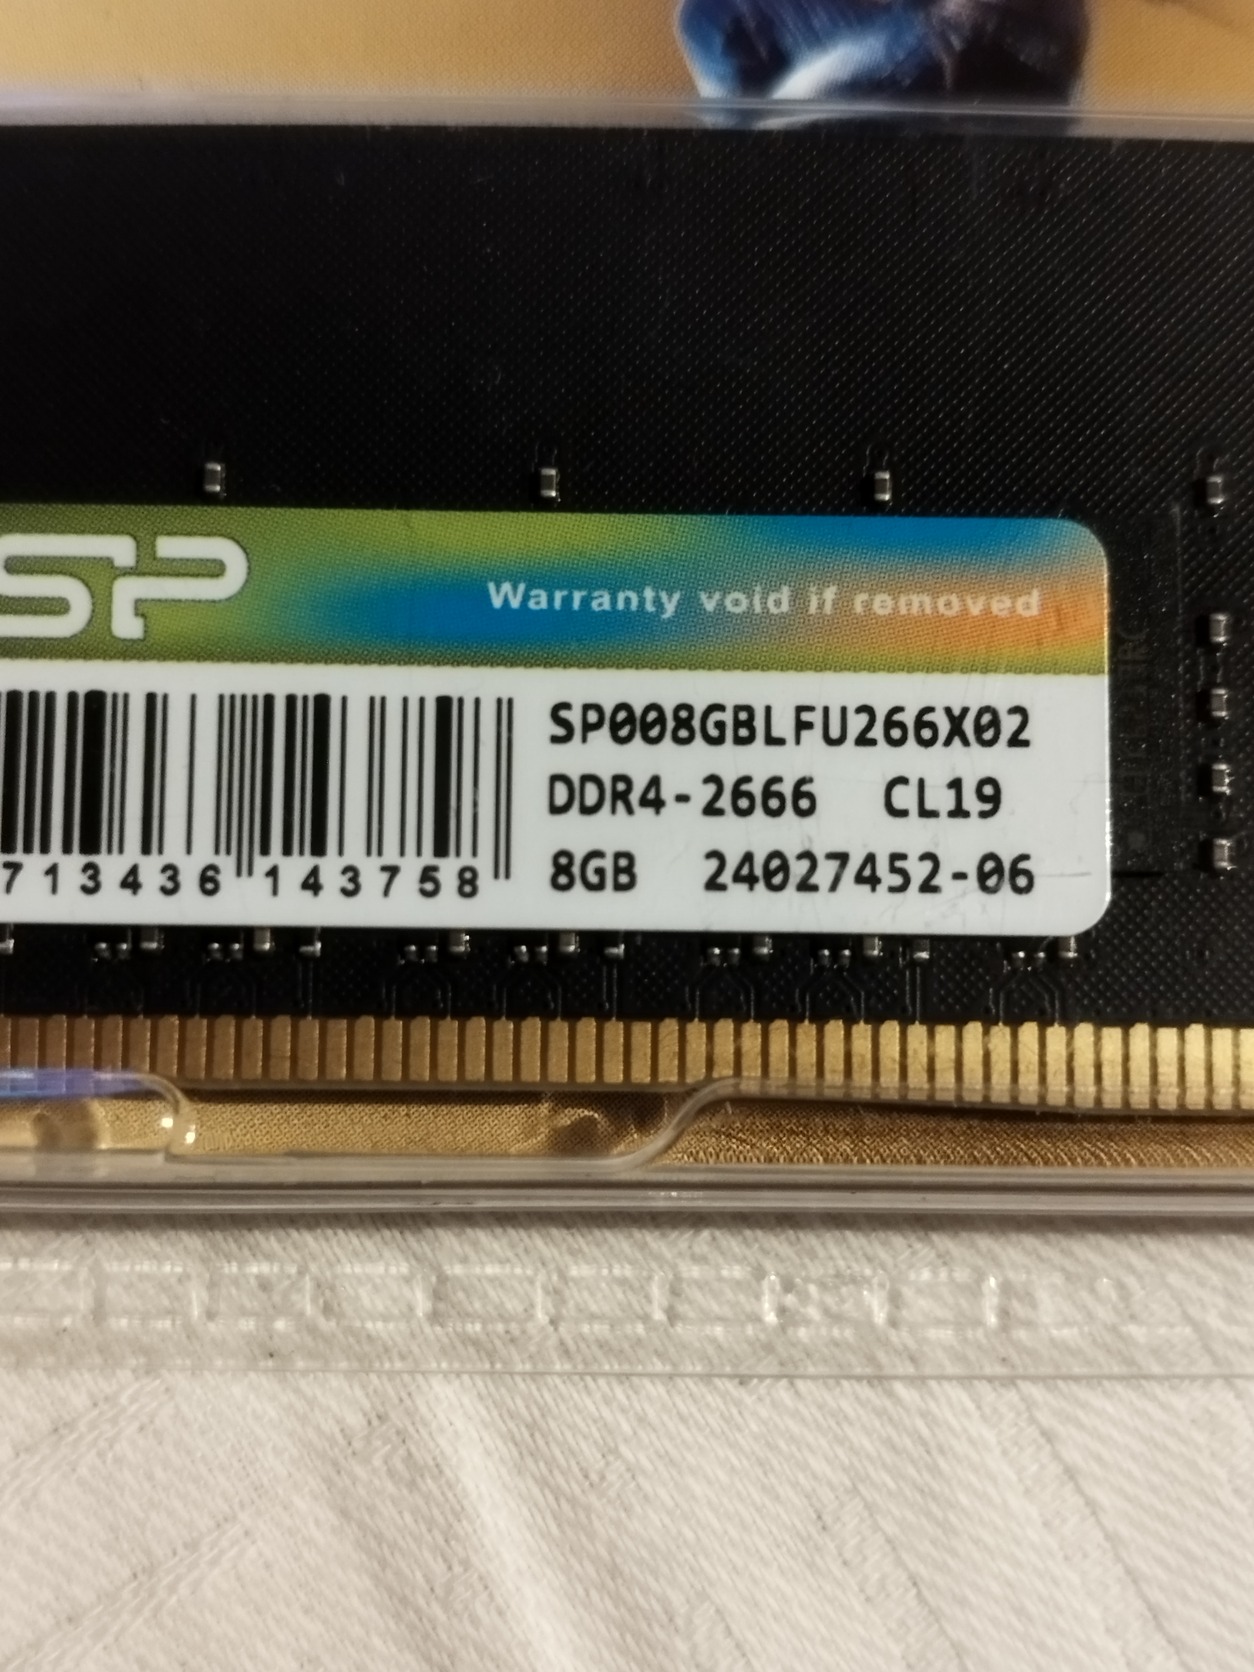 SP
Warranty void if removed
SP008GBLFU266X02
DDR4-2666 CL19
8GB 24027452-06
713436 143758